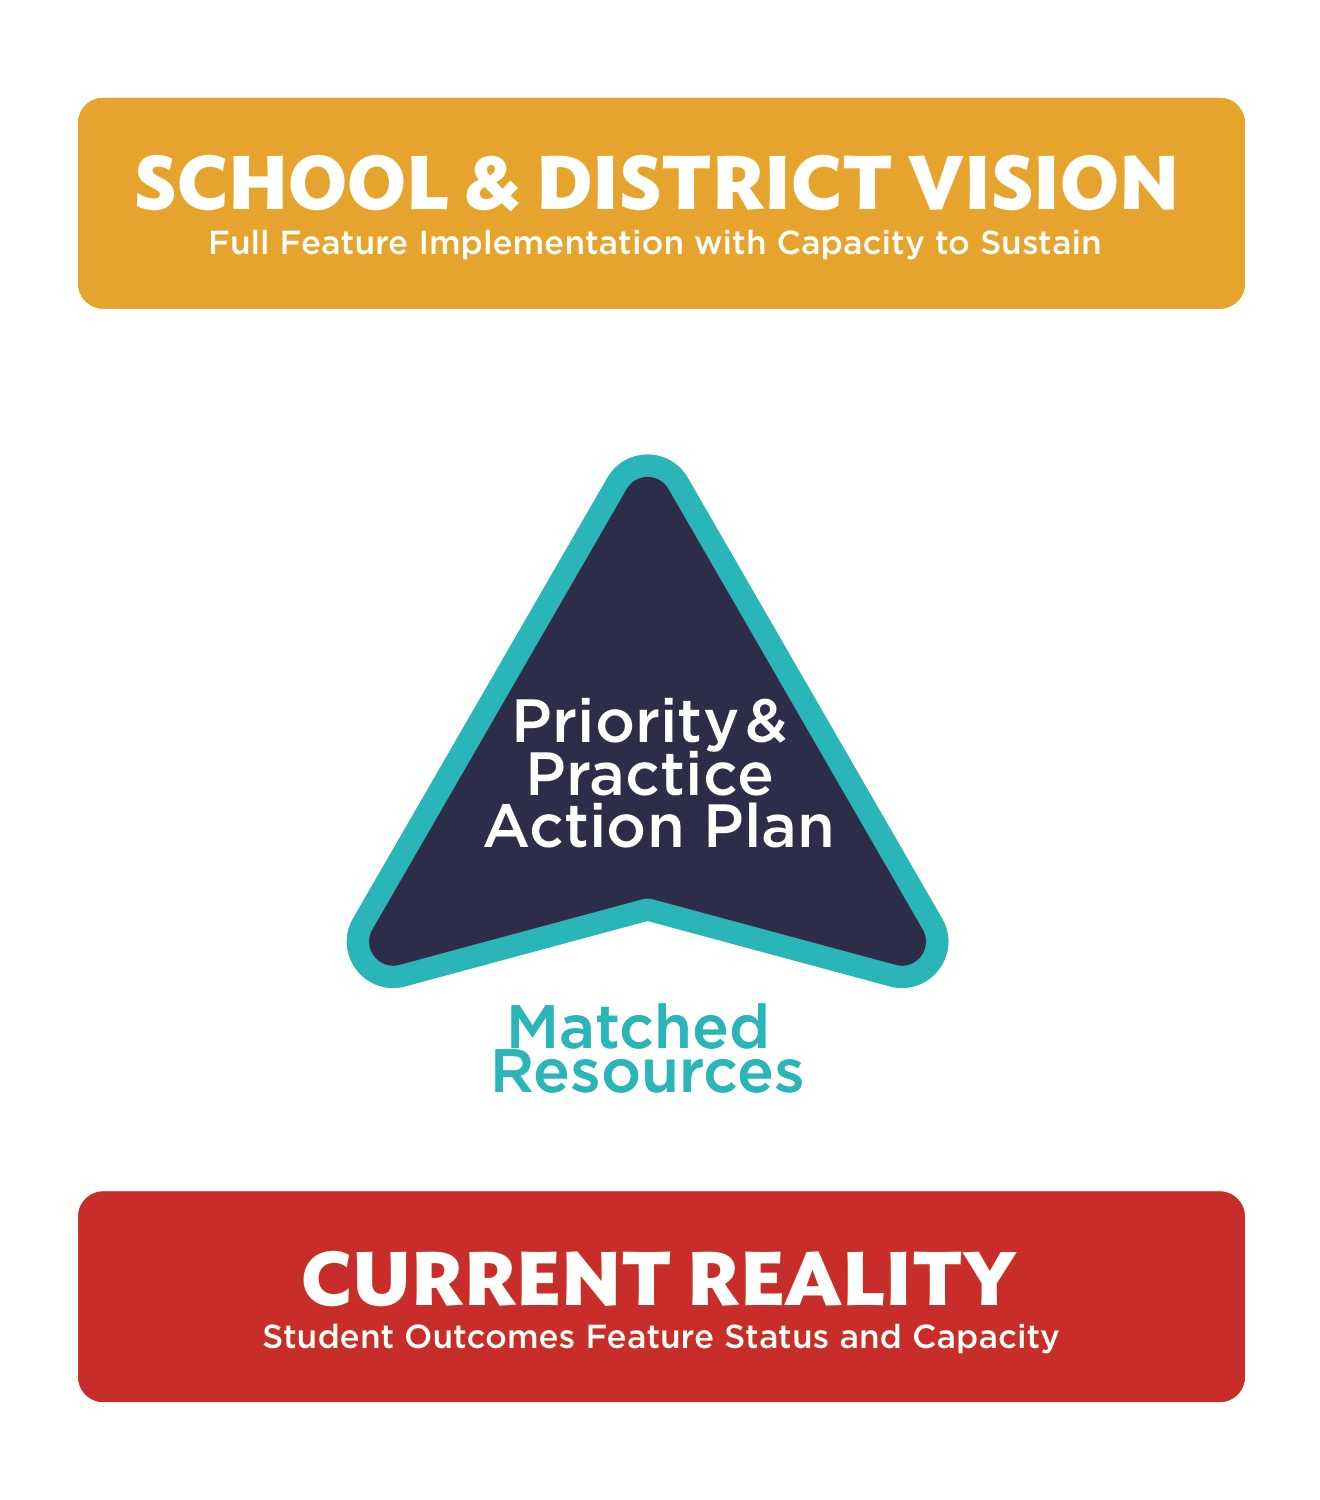 SCHOOL & DISTRICT VISION
Full Feature Implementation with Capacity to Sustain
Priority &
Practice
Action Plan
Matched
Resources
CURRENT REALITY
Student Outcomes Feature Status and Capacity